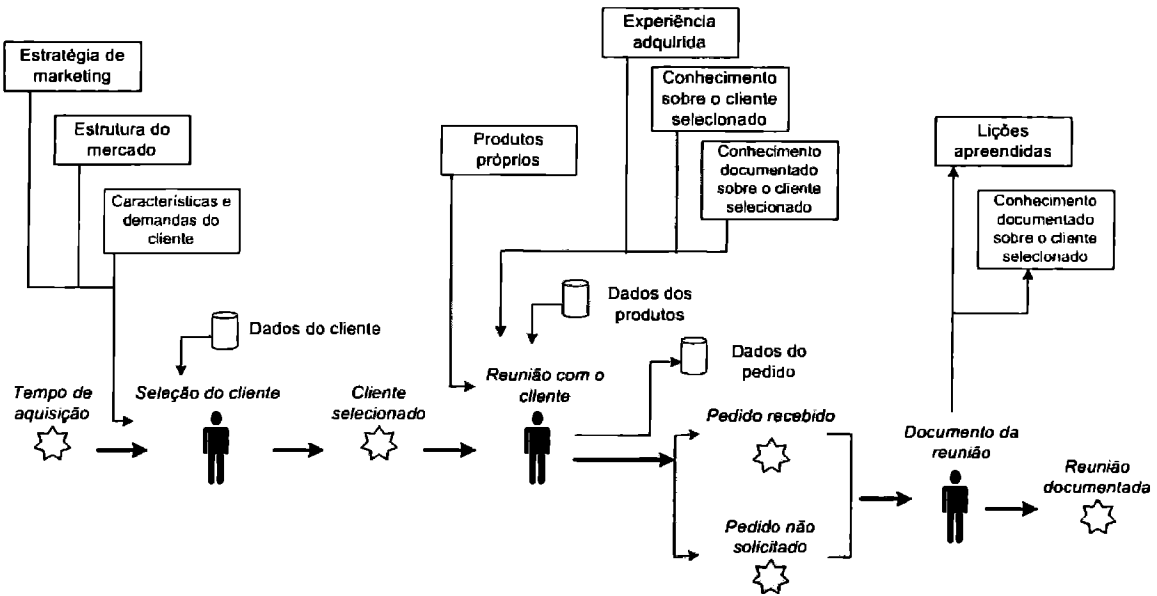 Estratégia de
marketing
Estrutura do
mercado
Características e
demandas do
cliente
Dados do cliente
Tempo de
aquisição
Seleção do cliente
Cliente
selecionado
Produtos
próprios
Experiência
adquirida
Conhecimento
sobre o cliente
selecionado
Conhecimento
documentado
sobre o cliente
selecionado
Dados dos
produtos
Reunião com o
cliente
Dados do
pedido
Pedido recebido
Pedido não
solicitado
Lições
apreendidas
Conhecimento
documentado
sobre o cliente
selecionado
Documento da
reunião
Reunião
documentada